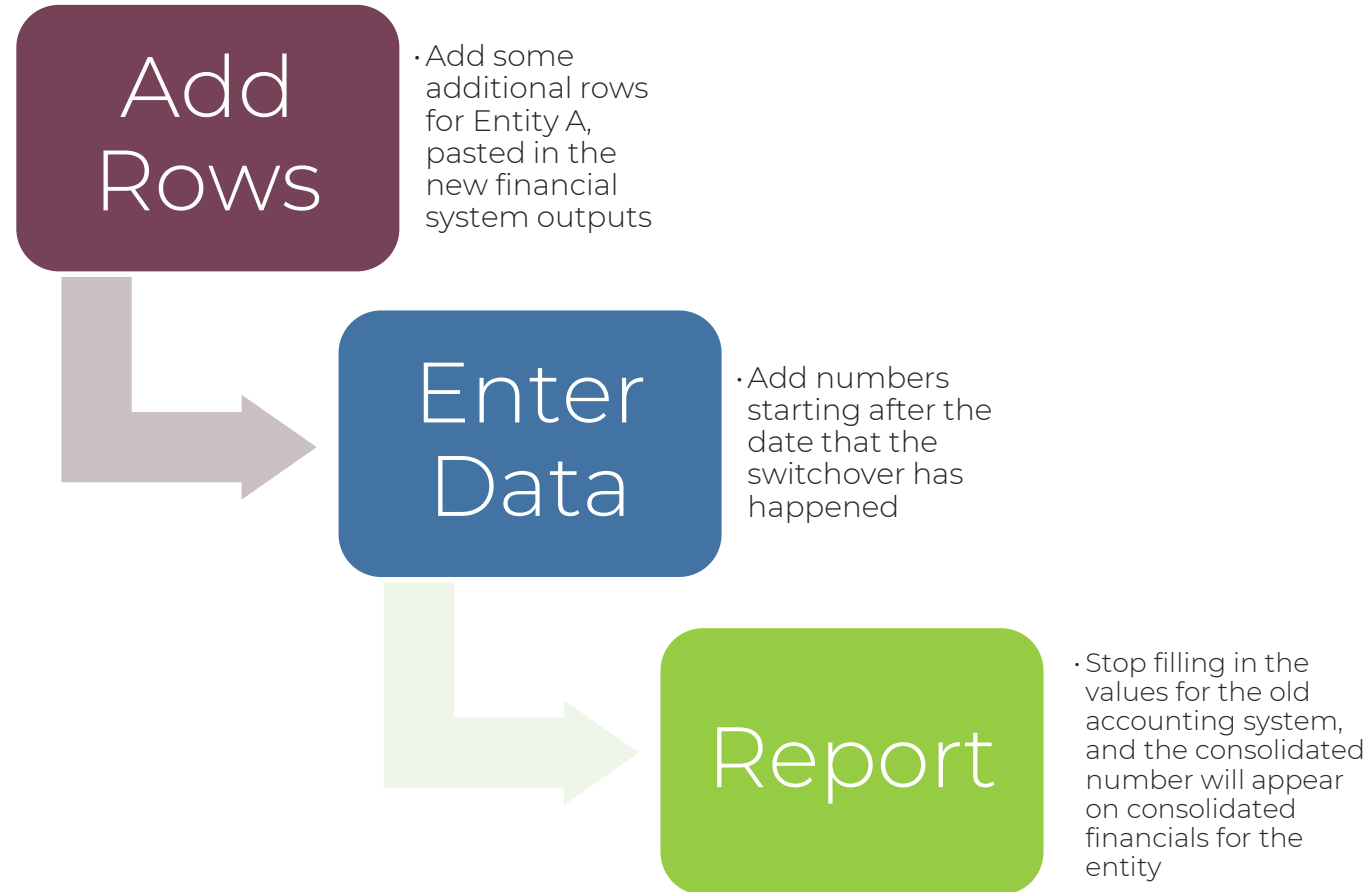 Add
Rows
· Add some
additional rows
for Entity A,
pasted in the
new financial
system outputs
Enter
Data
· Add numbers
starting after the
date that the
switchover has
happened
Report
· Stop filling in the
values for the old
accounting system,
and the consolidated
number will appear
on consolidated
financials for the
entity